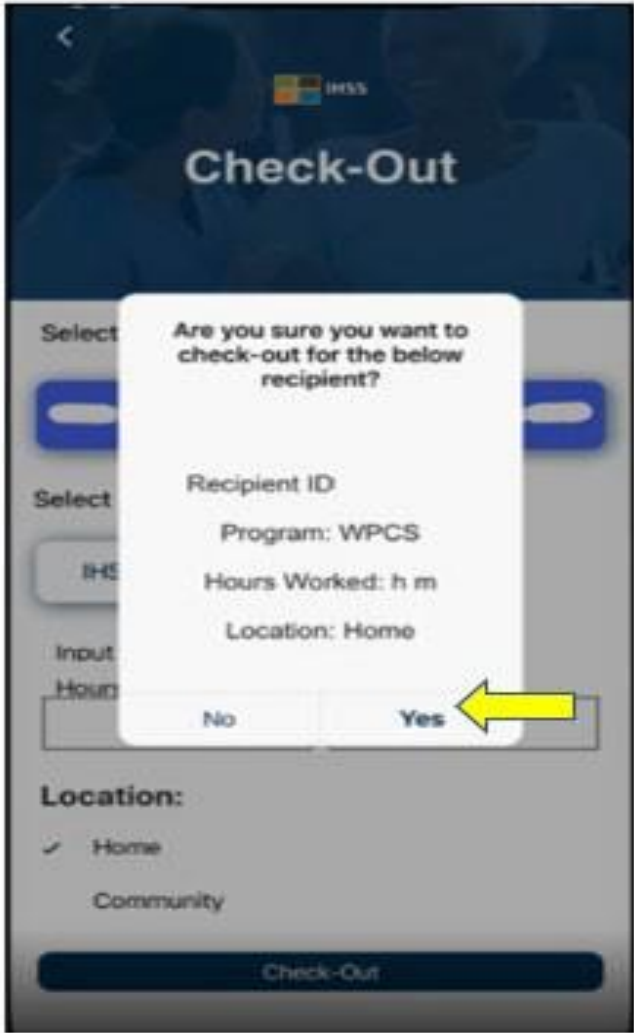 IHSS
Check-Out
Select
Are you sure you want to
check-out for the below
recipient?
Recipient ID
Select
Program: WPCS
IHS
Hours Worked: h m
Location: Home
Input
Hours
No
Yes
Location:
Home
Community
Check-Out